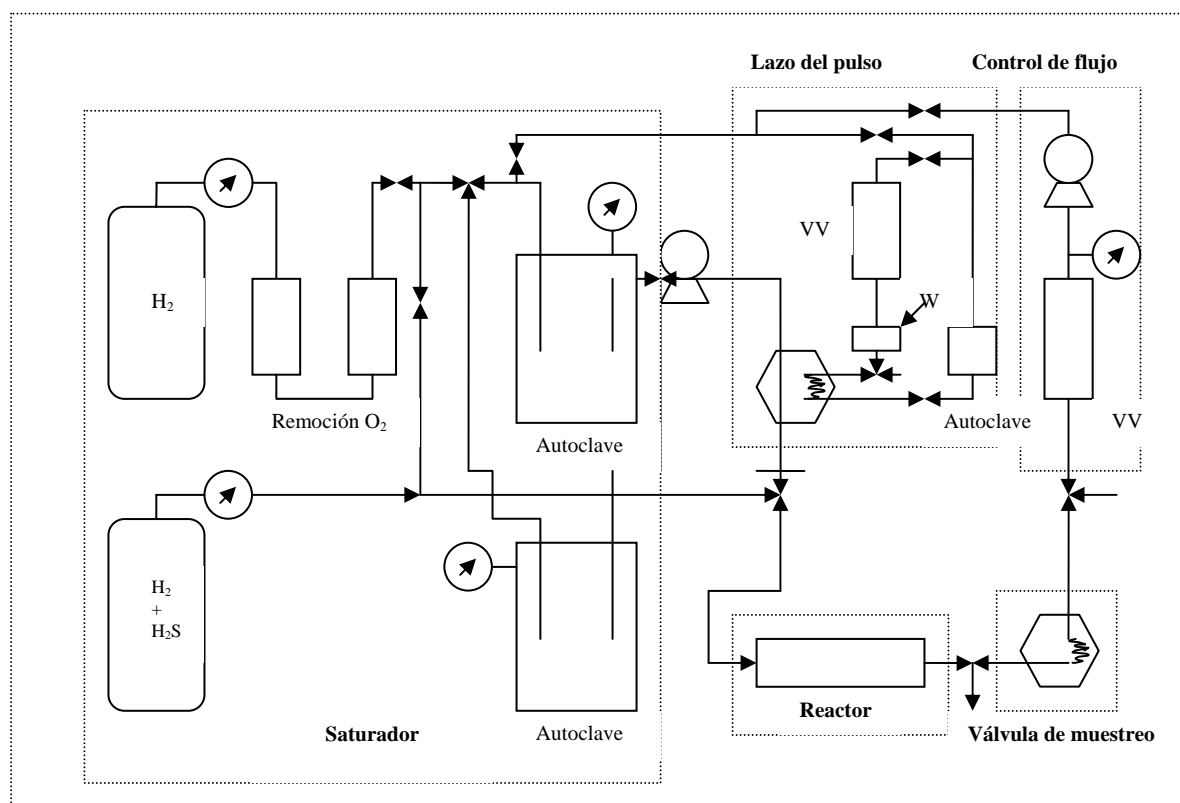 Lazo del pulso
Control de flujo
VV
H2
W
Remoción O2
Autoclave
Autoclave
VV
H2
+
H2S
Reactor
Saturador
Autoclave
Válvula de muestreo